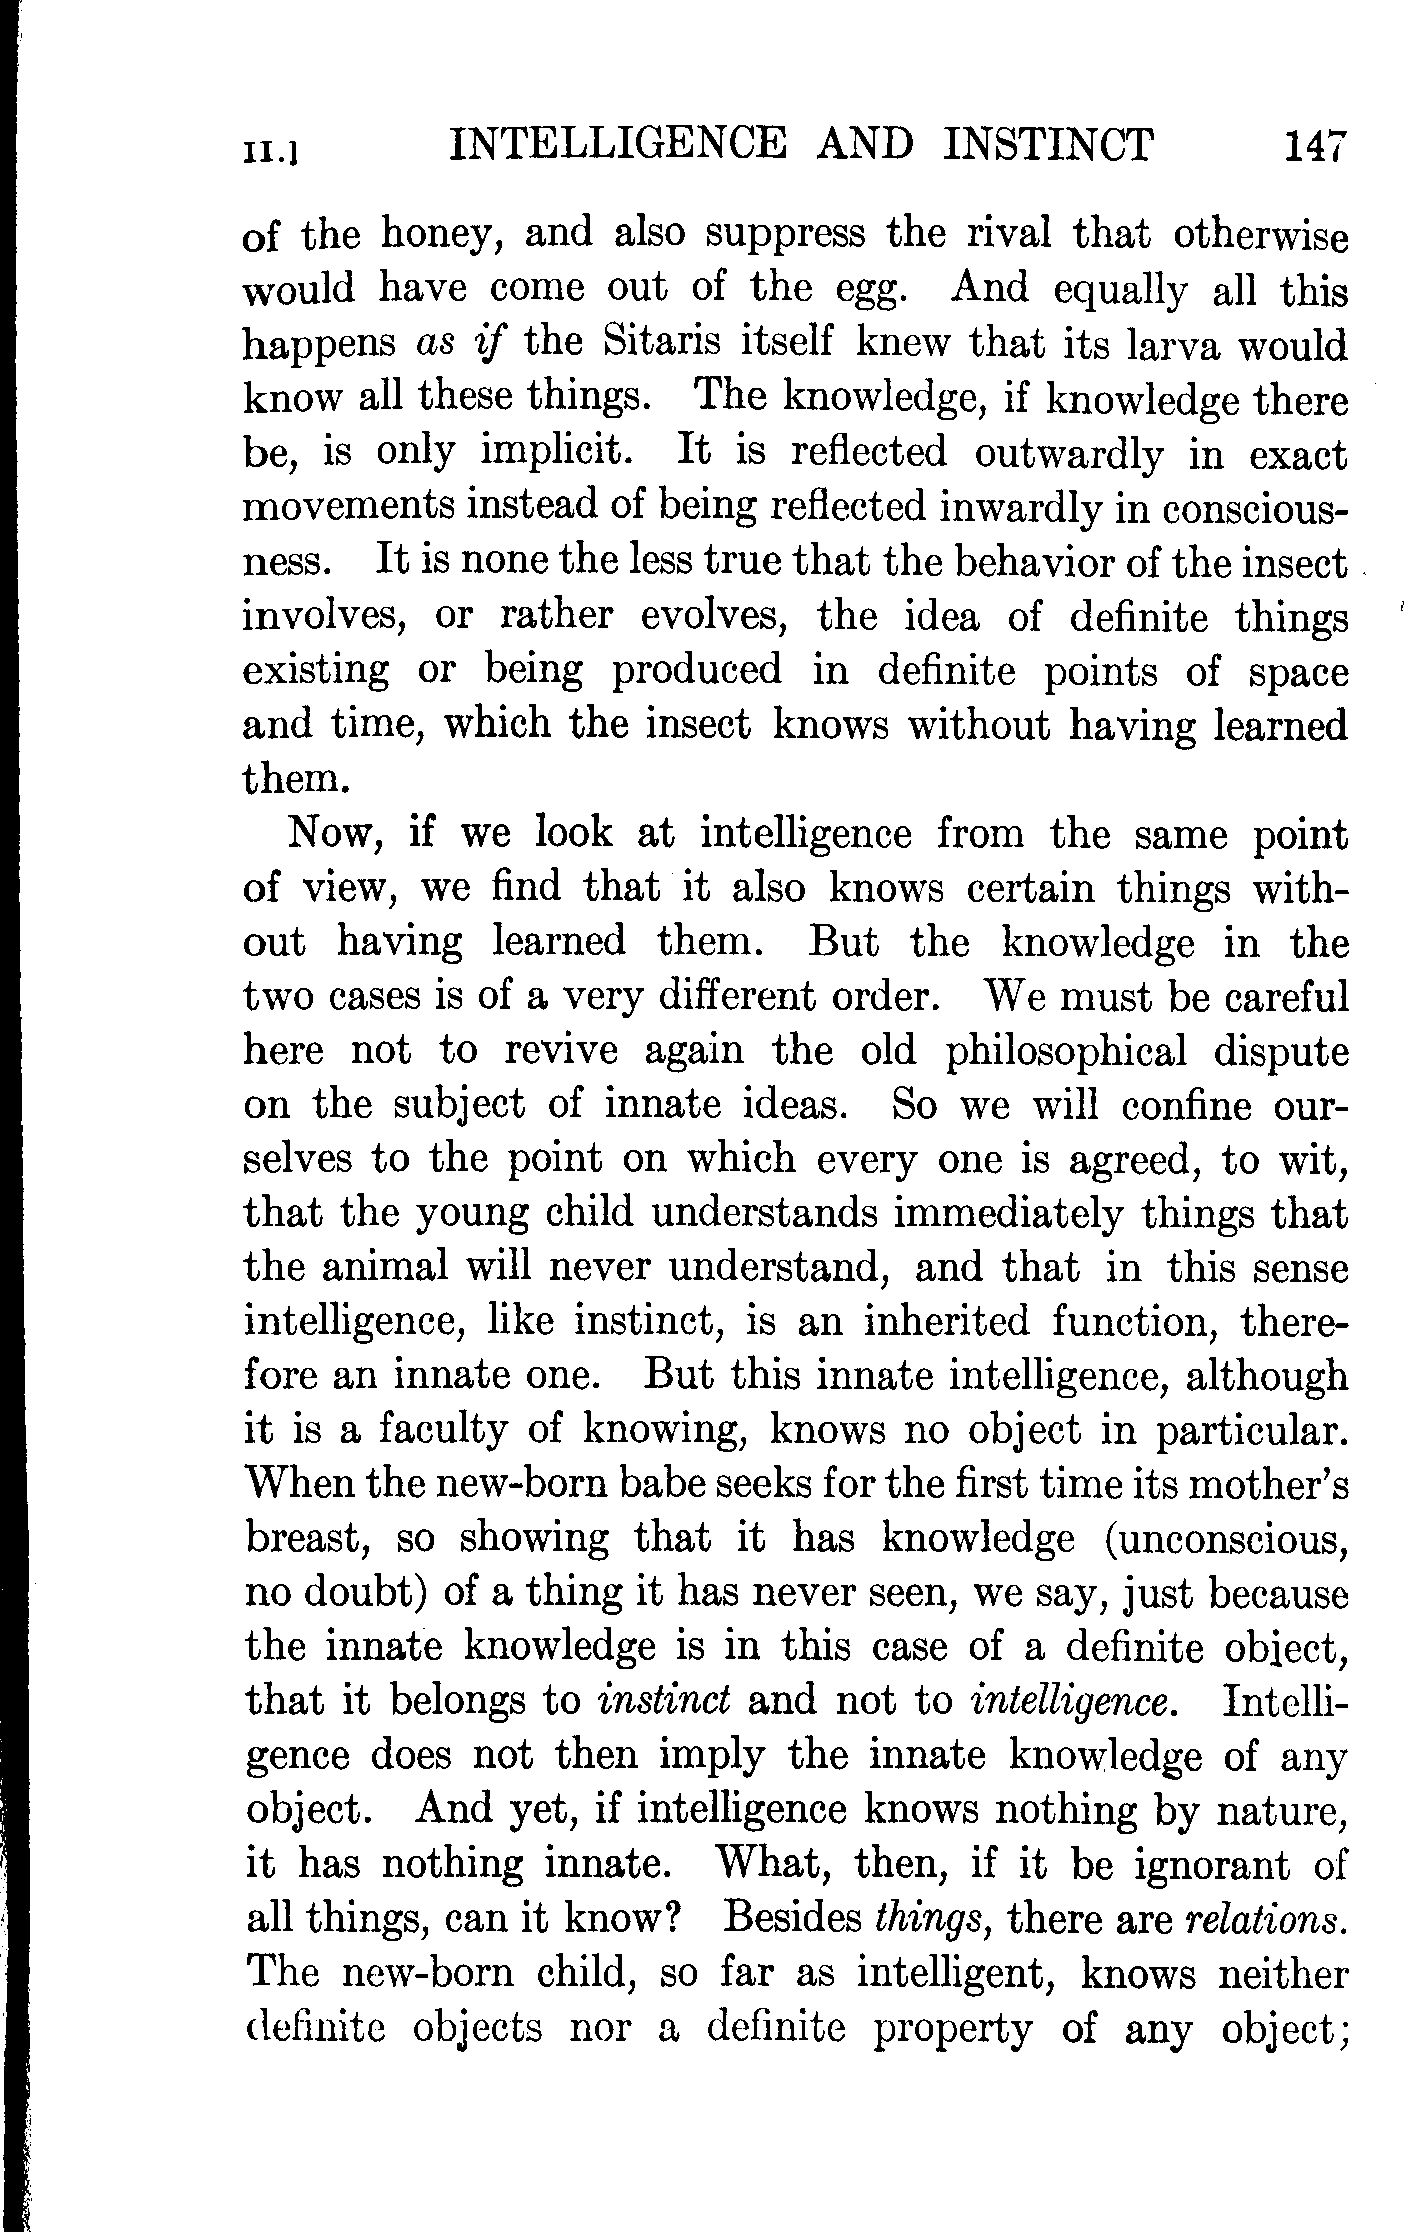 II.]	INTELLIGENCE AND INSTINCT	147
of the honey, and also suppress the rival that otherwise
would have come out of the egg. And equally all this
happens as if the Sitaris itself knew that its larva would
know all these things. The knowledge, if knowledge there
be, is only implicit. It is reflected outwardly in exact
movements instead of being reflected inwardly in conscious-
ness. It is none the less true that the behavior of the insect
involves, or rather evolves, the idea of definite things
existing or being produced in definite points of space
and time, which the insect knows without having learned
them.
Now, if we look at intelligence from the same point
of view, we find that it also knows certain things with-
out having learned them. But the knowledge in the
two cases is of a very different order. We must be careful
here not to revive again the old philosophical dispute
on the subject of innate ideas. So we will confine our-
selves to the point on which every one is agreed, to wit,
that the young child understands immediately things that
the animal will never understand, and that in this sense
intelligence, like instinct, is an inherited function, there-
fore an innate one. But this innate intelligence, although
it is a faculty of knowing, knows no object in particular.
When the new-born babe seeks for the first time its mother's
breast, so showing that it has knowledge (unconscious,
no doubt) of a thing it has never seen, we say, just because
the innate knowledge is in this case of a definite object,
that it belongs to instinct and not to intelligence. Intelli-
gence does not then imply the innate knowledge of any
object. And yet, if intelligence knows nothing by nature,
it has nothing innate. What, then, if it be ignorant of
all things, can it know? Besides things, there are relations.
The new-born child, so far as intelligent, knows neither
definite objects nor a definite property of any object;